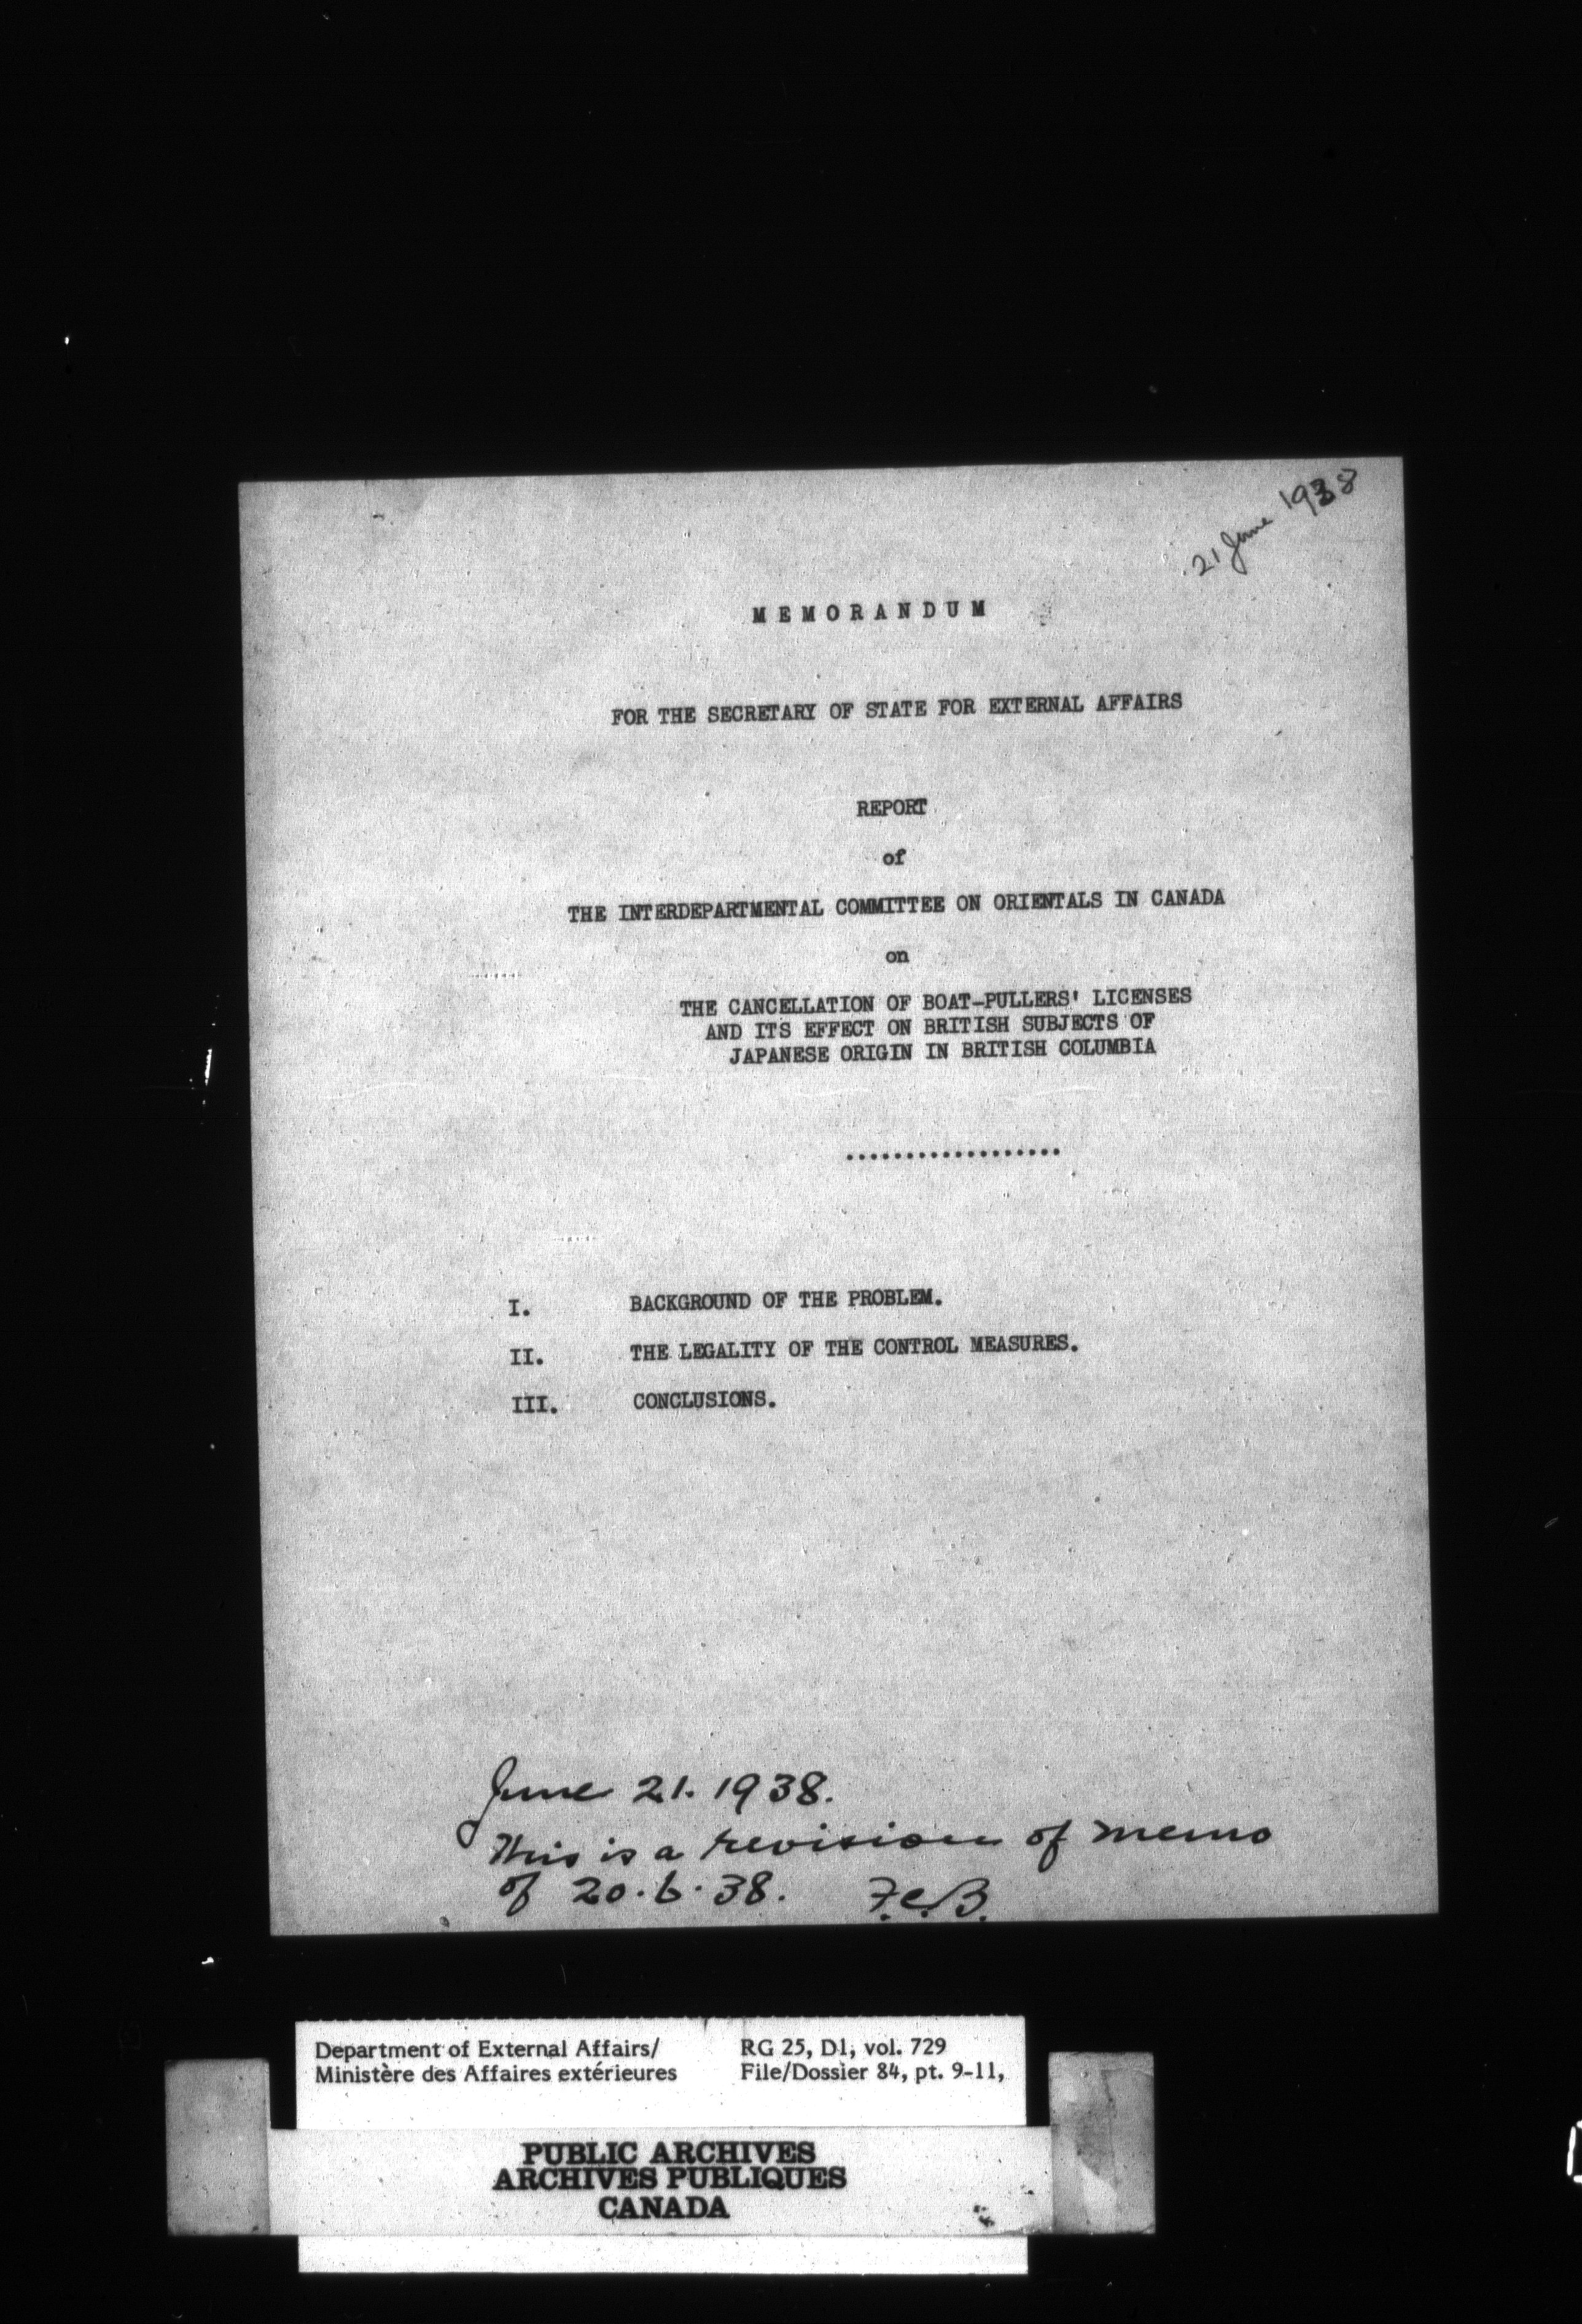 21 June 1938
MEMORANDUM
FOR THE SECRETARY OF STATE FOR EXTERNAL AFFAIRS
REPORT
of
THE INTERDEPARTMENTAL COMMITTEE ON ORIENTALS IN CANADA
on
THE CANCELLATION OF BOAT-PULLERS' LICENSES
AND ITS EFFECT ON BRITISH SUBJECTS OF
JAPANESE ORIGIN IN BRITISH COLUMBIA
..................
I. BACKGROUND OF THE PROBLEM.
II. THE LEGALITY OF THE CONTROL MEASURES.
III. CONCLUSIONS.
June 21. 1938.
This is a revision of memo
of 20.6.38. F.C.B.
Department of External Affairs/ RG 25, D1, vol. 729
Ministère des Affaires extérieures File/Dossier 84, pt. 9-11,
PUBLIC ARCHIVES
ARCHIVES PUBLIQUES
CANADA